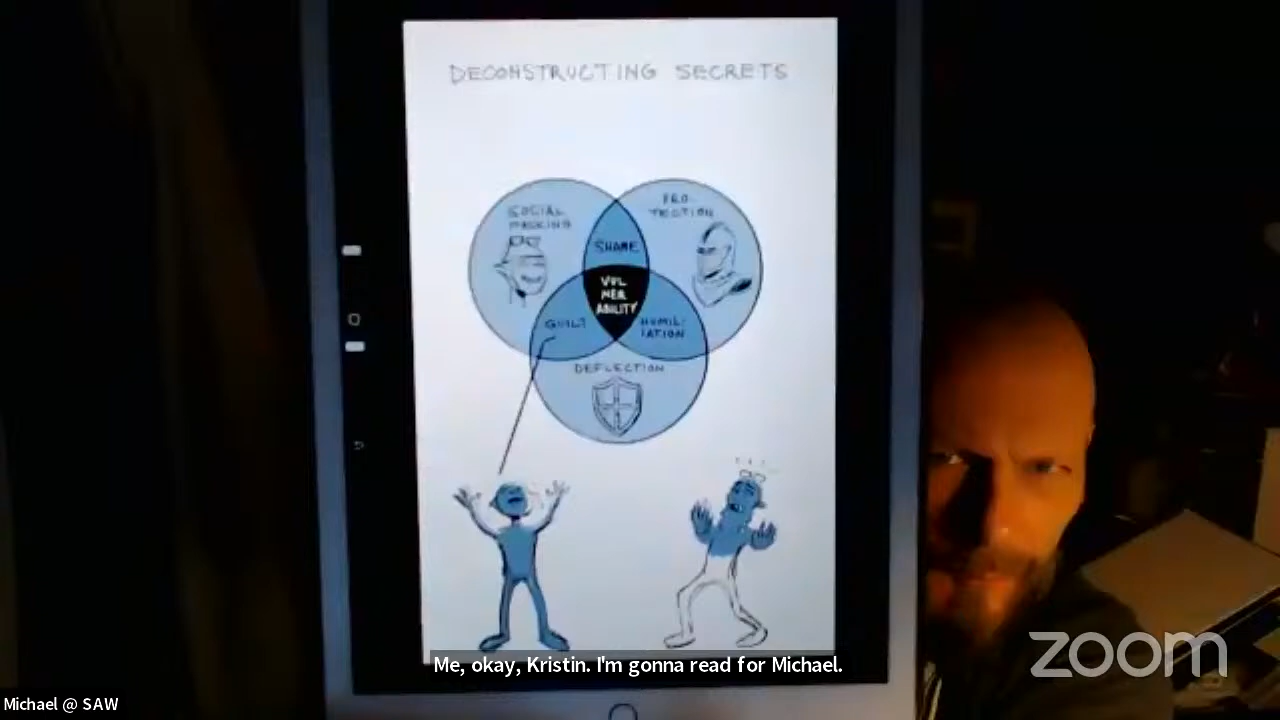 DECONSTRUCTING SECRETS
SOCIAL
MASKING
PRO-
TECTION
SHAME
VUL
NER
ABILITY
GUILT
HUMIL-
IATION
DEFLECTION
Me, okay, Kristin. I'm gonna read for Michael.
zoom
Michael @ SAW